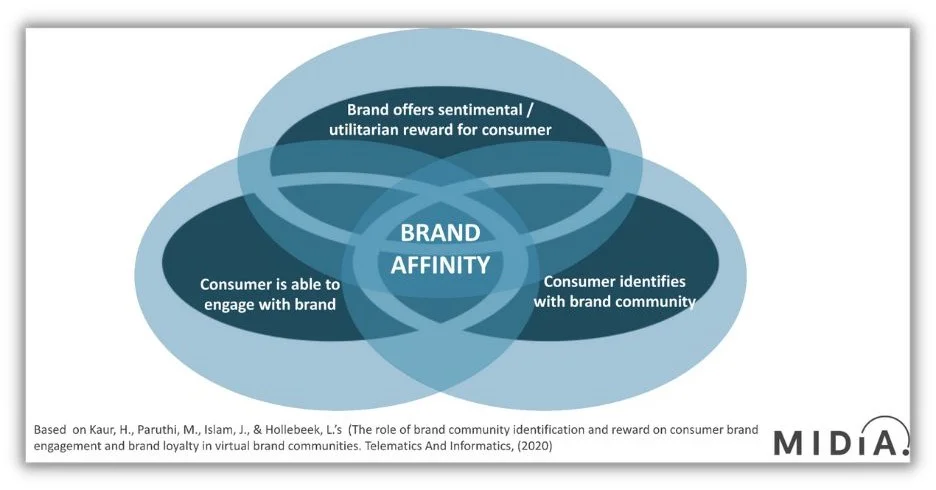 Brand offers sentimental /
utilitarian reward for consumer
BRAND
AFFINITY
Consumer is able to
engage with brand
Consumer identifies
with brand community
Based on Kaur, H., Paruthi, M., Islam, J., & Hollebeek, L.’s (The role of brand community identification and reward on consumer brand
engagement and brand loyalty in virtual brand communities. Telematics And Informatics, (2020)
MIDiA.